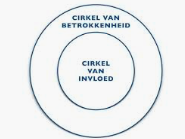 CIRKEL VAN
BETROKKENHEID
CIRKEL
VAN
INVLOED